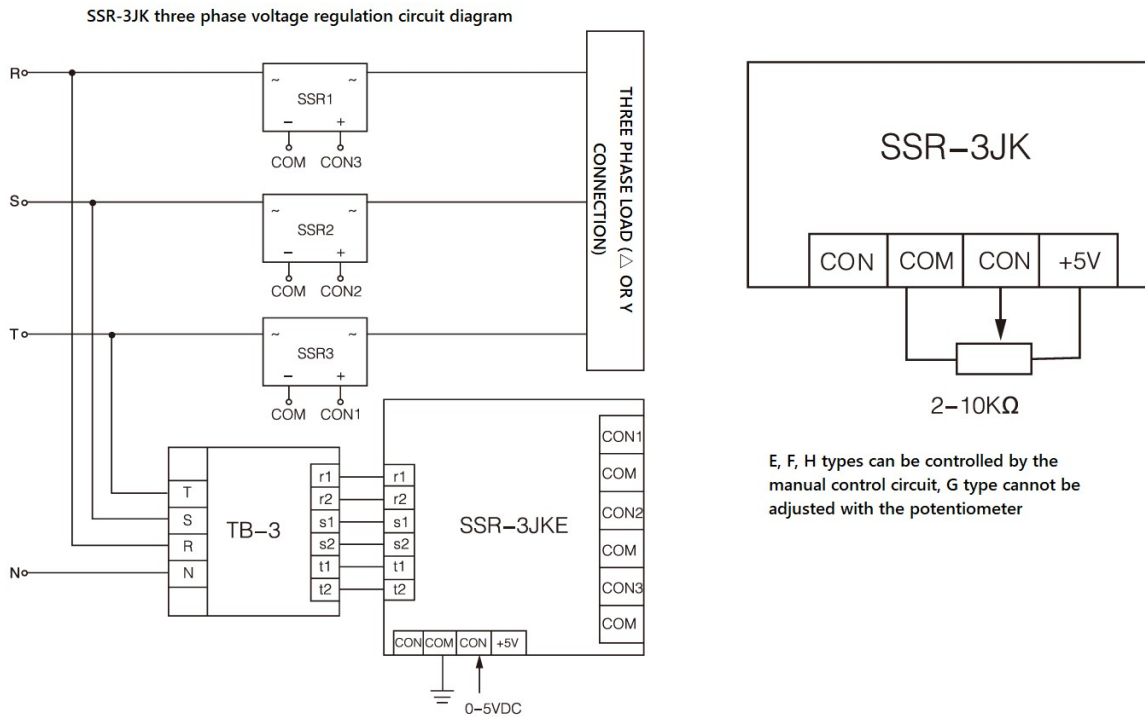 SSR-3JK three phase voltage regulation circuit diagram
R
~ ~
SSR1
− +
COM CON3
S
~ ~
SSR2
− +
COM CON2
T
~ ~
SSR3
− +
COM CON1
THREE PHASE LOAD (△ OR Y
CONNECTION)
N
T
S
R
N
TB−3
r1
r2
s1
s2
t1
t2
r1
r2
s1
s2
t1
t2
SSR−3JKE
CON1
COM
CON2
COM
CON3
COM
CON COM CON +5V
0−5VDC
SSR−3JK
CON COM CON +5V
2−10KΩ
E, F, H types can be controlled by the
manual control circuit, G type cannot be
adjusted with the potentiometer